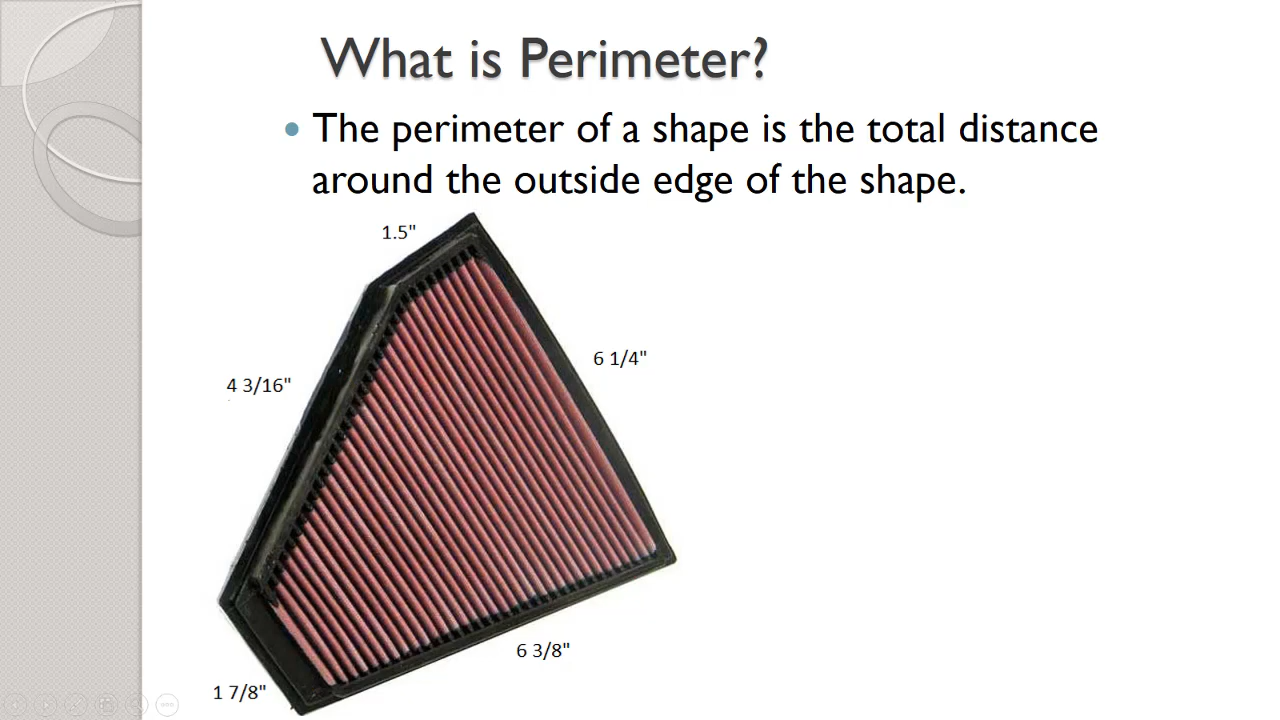 What is Perimeter?
• The perimeter of a shape is the total distance
around the outside edge of the shape.
1.5"
6 1/4"
4 3/16"
6 3/8"
1 7/8"